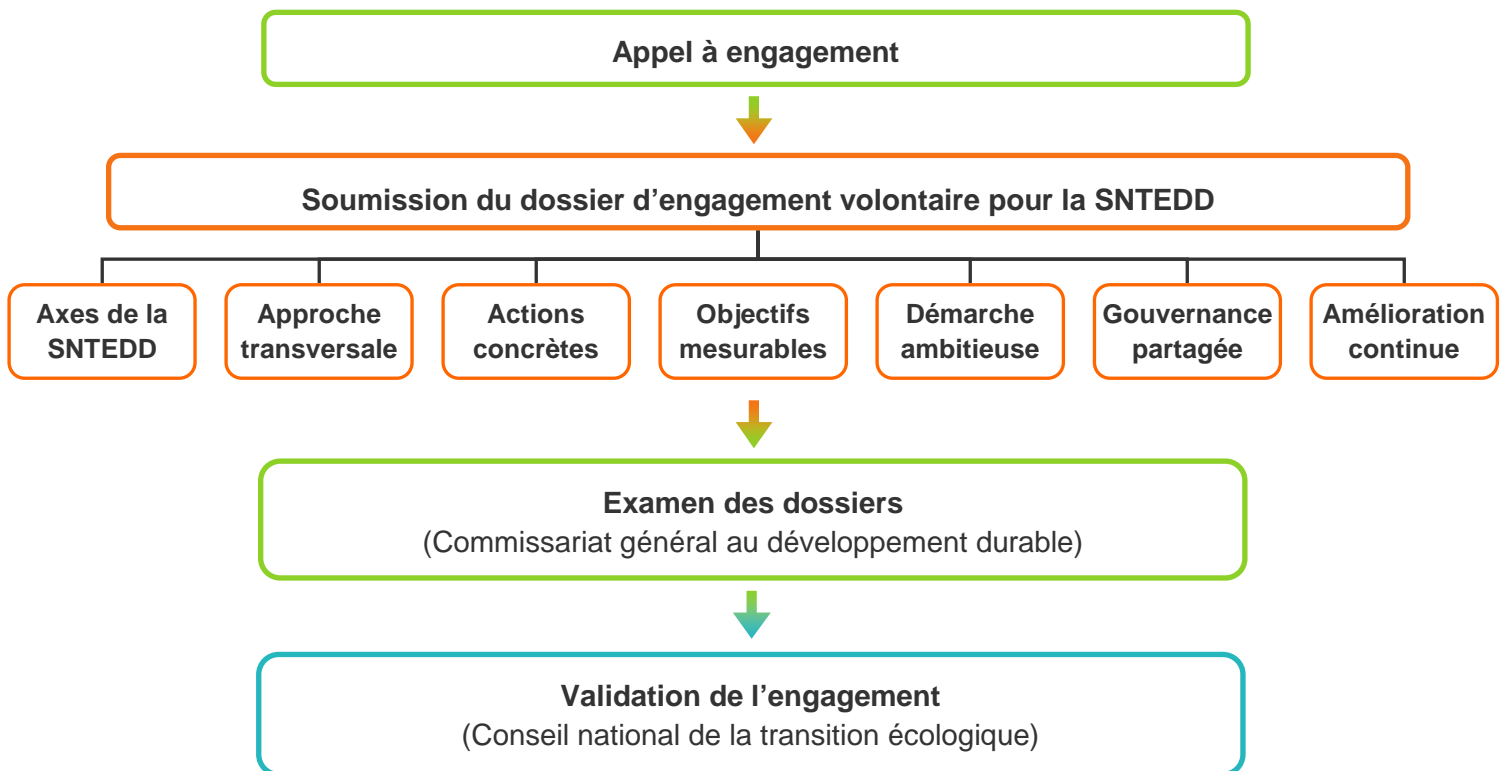 Appel à engagement
Soumission du dossier d’engagement volontaire pour la SNTEDD
Axes de la
SNTEDD
Approche
transversale
Actions
concrètes
Objectifs
mesurables
Démarche
ambitieuse
Gouvernance
partagée
Amélioration
continue
Examen des dossiers
(Commissariat général au développement durable)
Validation de l’engagement
(Conseil national de la transition écologique)